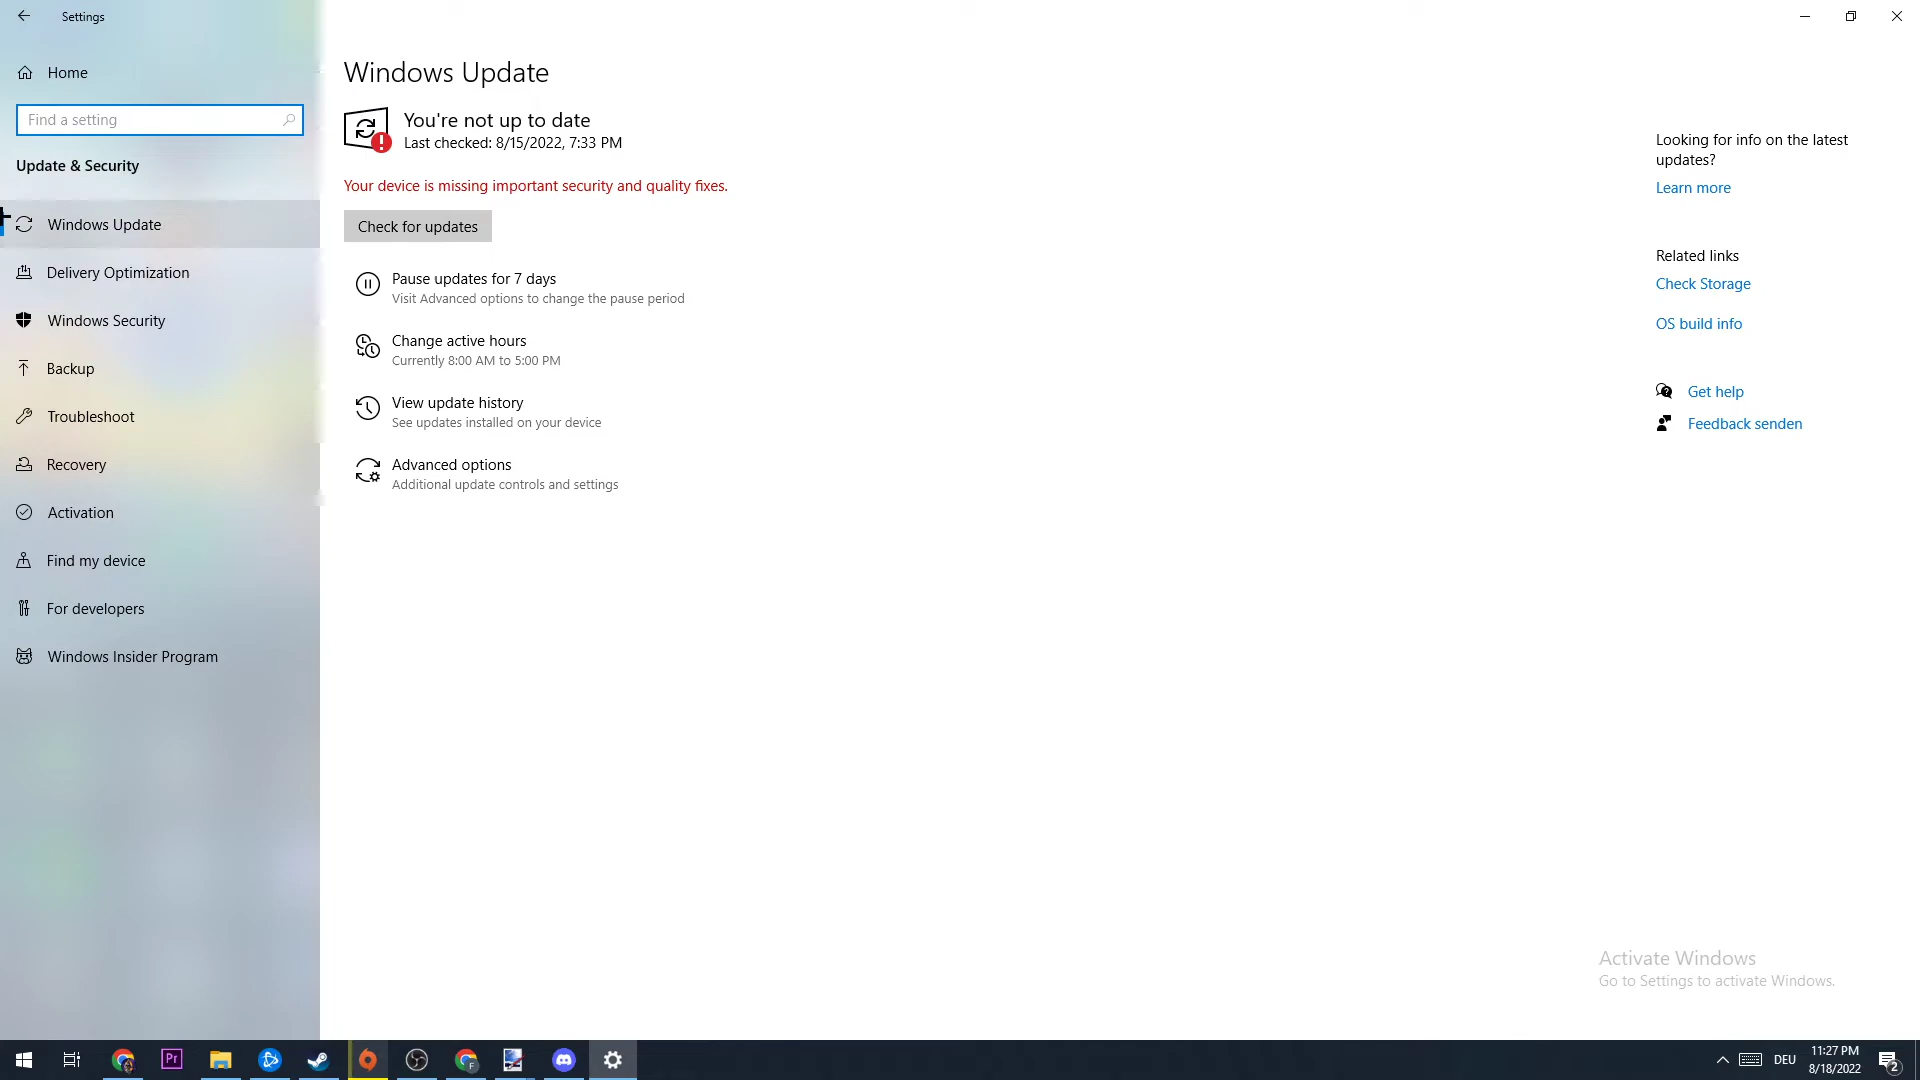 Settings
Home
Find a setting
Update & Security
Windows Update
Delivery Optimization
Windows Security
Backup
Troubleshoot
Recovery
Activation
Find my device
For developers
Windows Insider Program
Windows Update
You're not up to date
Last checked: 8/15/2022, 7:33 PM
Your device is missing important security and quality fixes.
Check for updates
Pause updates for 7 days
Visit Advanced options to change the pause period
Change active hours
Currently 8:00 AM to 5:00 PM
View update history
See updates installed on your device
Advanced options
Additional update controls and settings
Looking for info on the latest
updates?
Learn more
Related links
Check Storage
OS build info
Get help
Feedback senden
Activate Windows
Go to Settings to activate Windows.
Pr
F
DEU
11:27 PM
8/18/2022
2